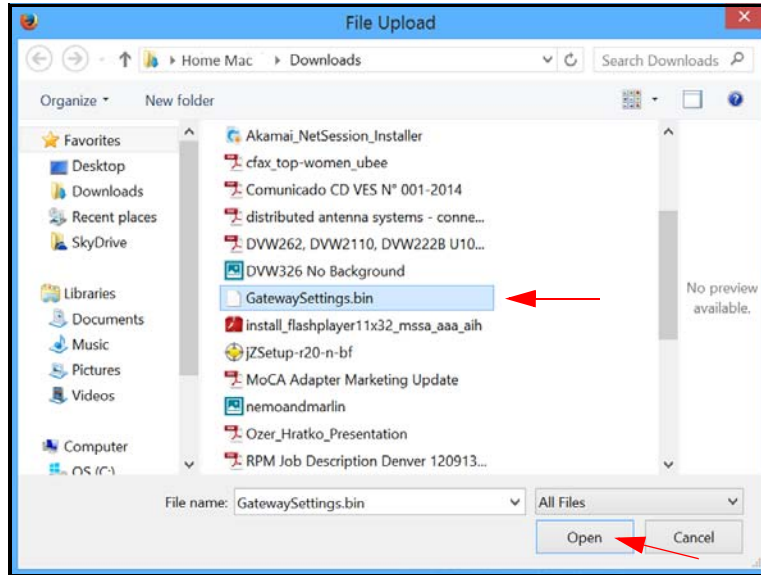 File Upload
Home Mac Downloads
Search Downloads
Organize
New folder
Favorites
Desktop
Downloads
Recent places
SkyDrive
Libraries
Documents
Music
Pictures
Videos
Computer
OS (C:)
Akamai_NetSession_Installer
cfax_top-women_ubee
Comunicado CD VES N° 001-2014
distributed antenna systems - conne...
DVW262, DVW2110, DVW222B U10...
DVW326 No Background
GatewaySettings.bin
install_flashplayer11x32_mssa_aaa_aih
jZSetup-r20-n-bf
MoCA Adapter Marketing Update
nemoandmarlin
Ozer_Hratko_Presentation
RPM Job Description Denver 120913...
No preview
available.
File name: GatewaySettings.bin
All Files
Open
Cancel